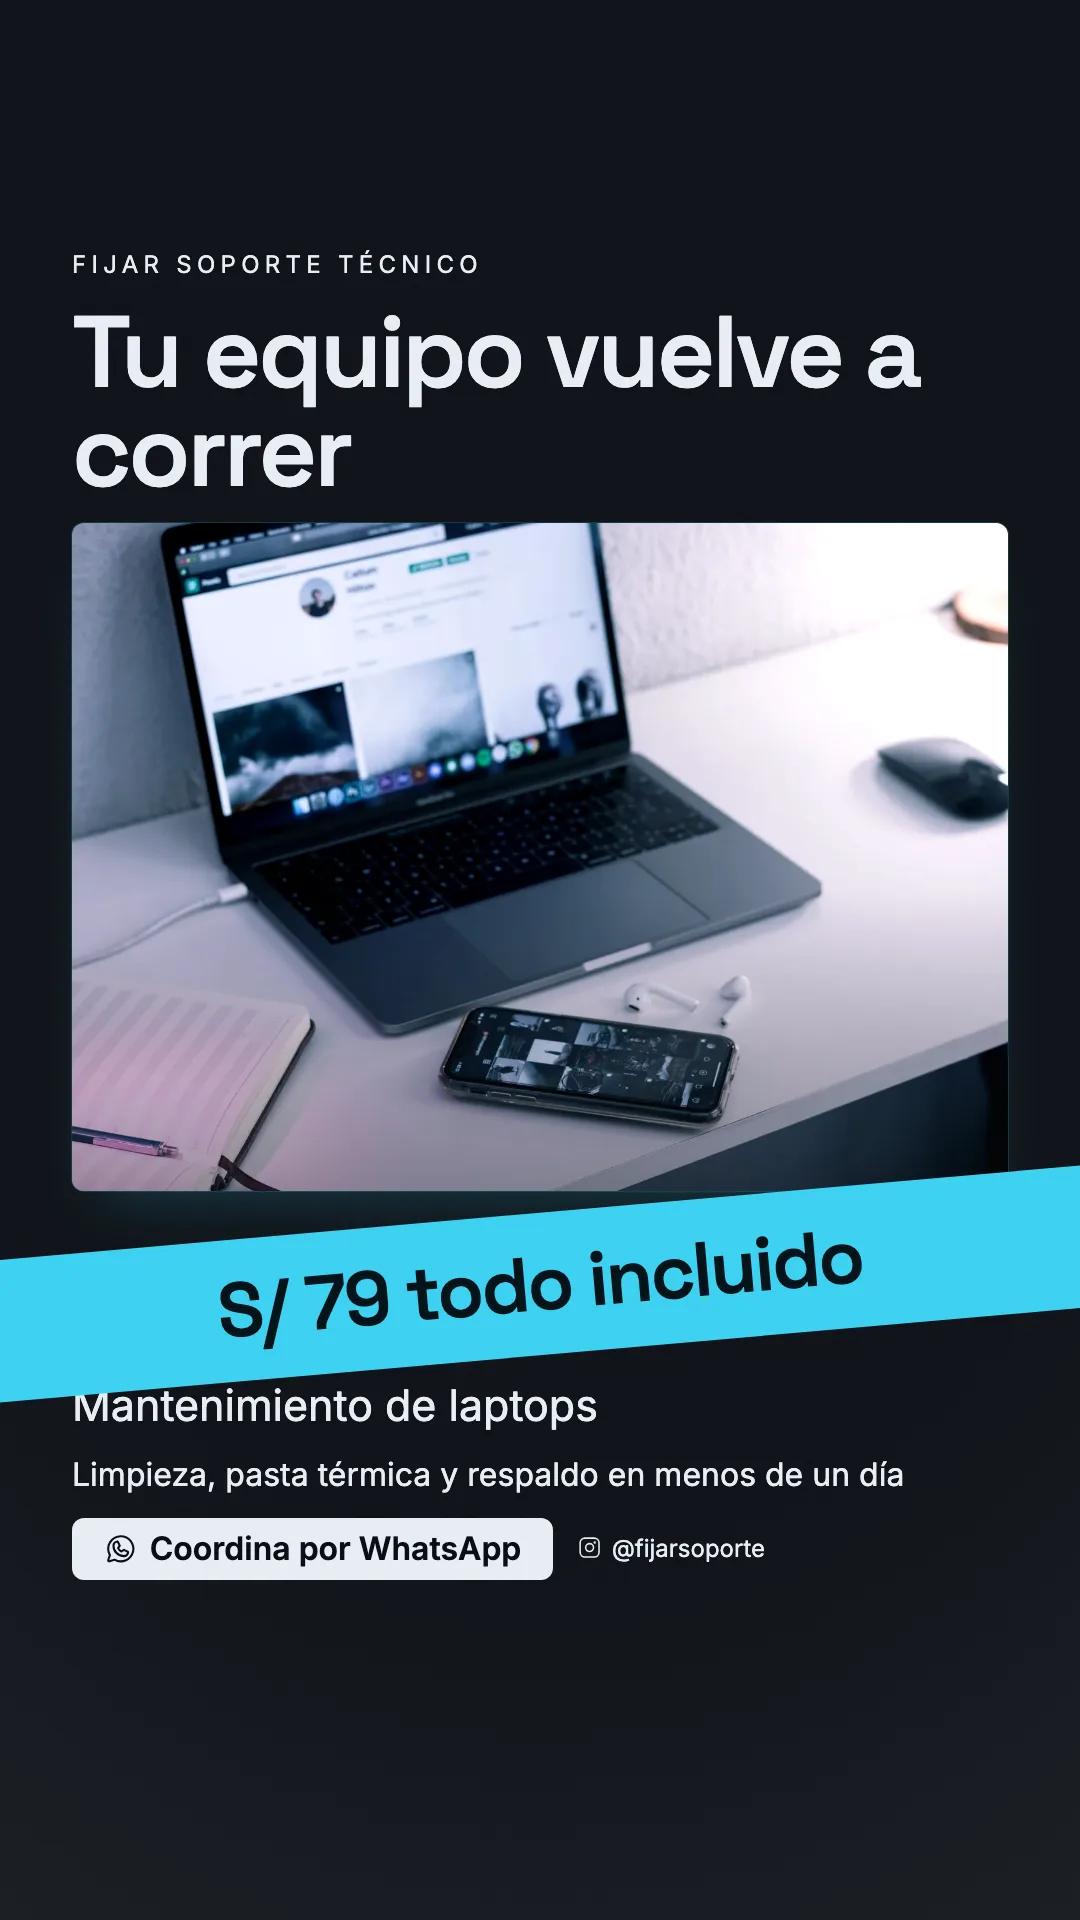 FIJAR SOPORTE TÉCNICO
Tu equipo vuelve a
correr
S/ 79 todo incluido
Mantenimiento de laptops
Limpieza, pasta térmica y respaldo en menos de un día
Coordina por WhatsApp
@fijarsoporte